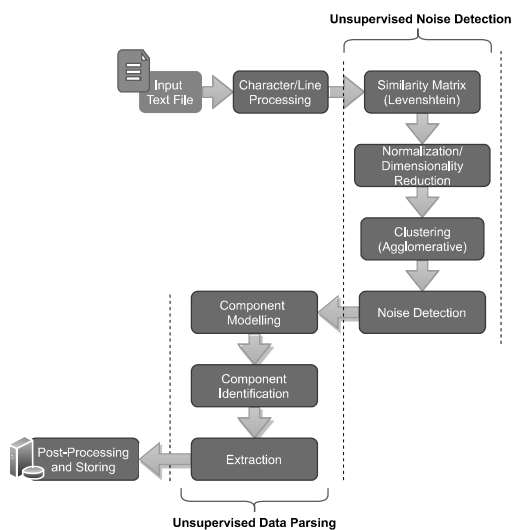 Unsupervised Noise Detection
Input
Text File
Character/Line
Processing
Similarity Matrix
(Levenshtein)
Normalization/
Dimensionality
Reduction
Clustering
(Agglomerative)
Noise Detection
Component
Modelling
Component
Identification
Extraction
Post-Processing
and Storing
Unsupervised Data Parsing